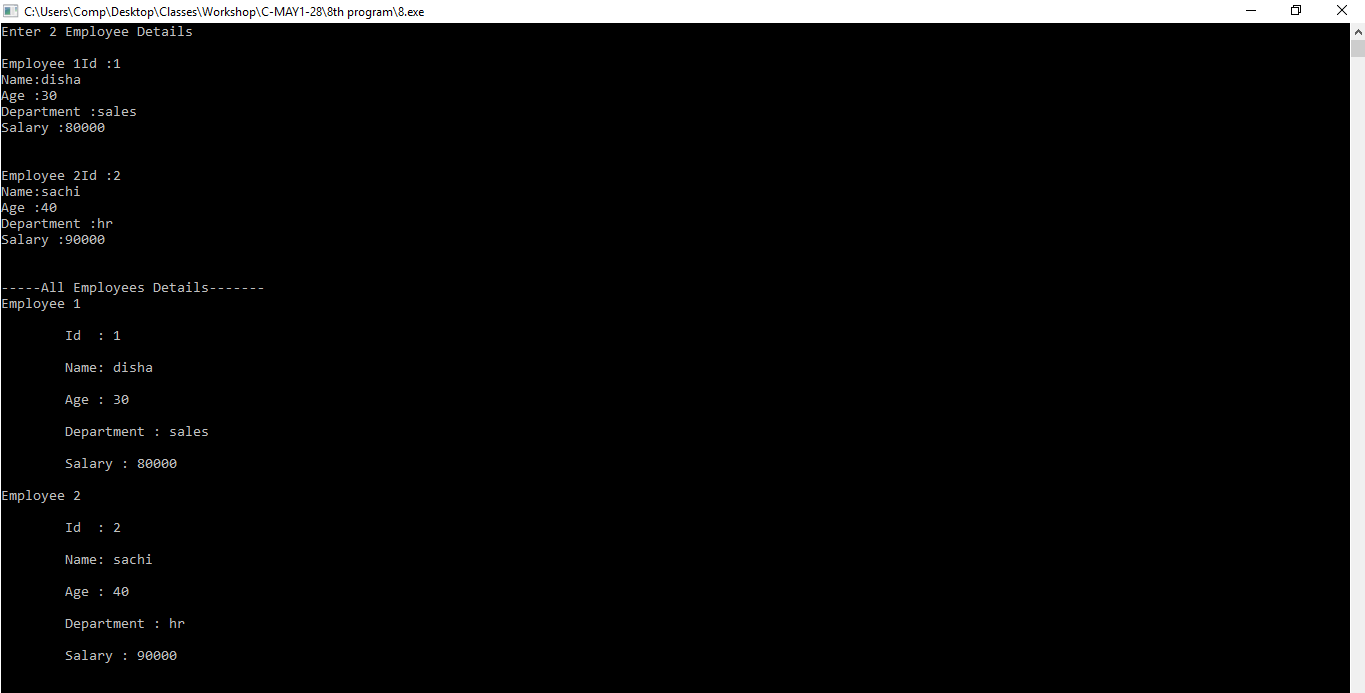 C:\Users\Comp\Desktop\Classes\Workshop\C-MAY1-28\8th program\8.exe
Enter 2 Employee Details
Employee 1Id :1
Name:disha
Age :30
Department :sales
Salary :80000
Employee 2Id :2
Name:sachi
Age :40
Department :hr
Salary :90000
-----All Employees Details-------
Employee 1
Id  : 1
Name: disha
Age : 30
Department : sales
Salary : 80000
Employee 2
Id  : 2
Name: sachi
Age : 40
Department : hr
Salary : 90000